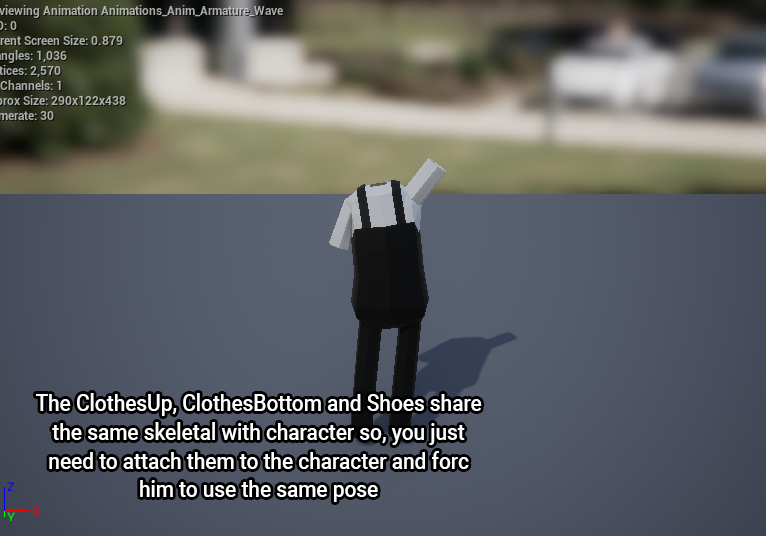 viewing Animation Animations_Anim_Armature_Wave
D: 0
rent Screen Size: 0.879
angles: 1,036
tices: 2,570
Channels: 1
prox Size: 290x122x438
merate: 30
The ClothesUp, ClothesBottom and Shoes share
the same skeletal with character so, you just
need to attach them to the character and forc
him to use the same pose
Z
X
Y